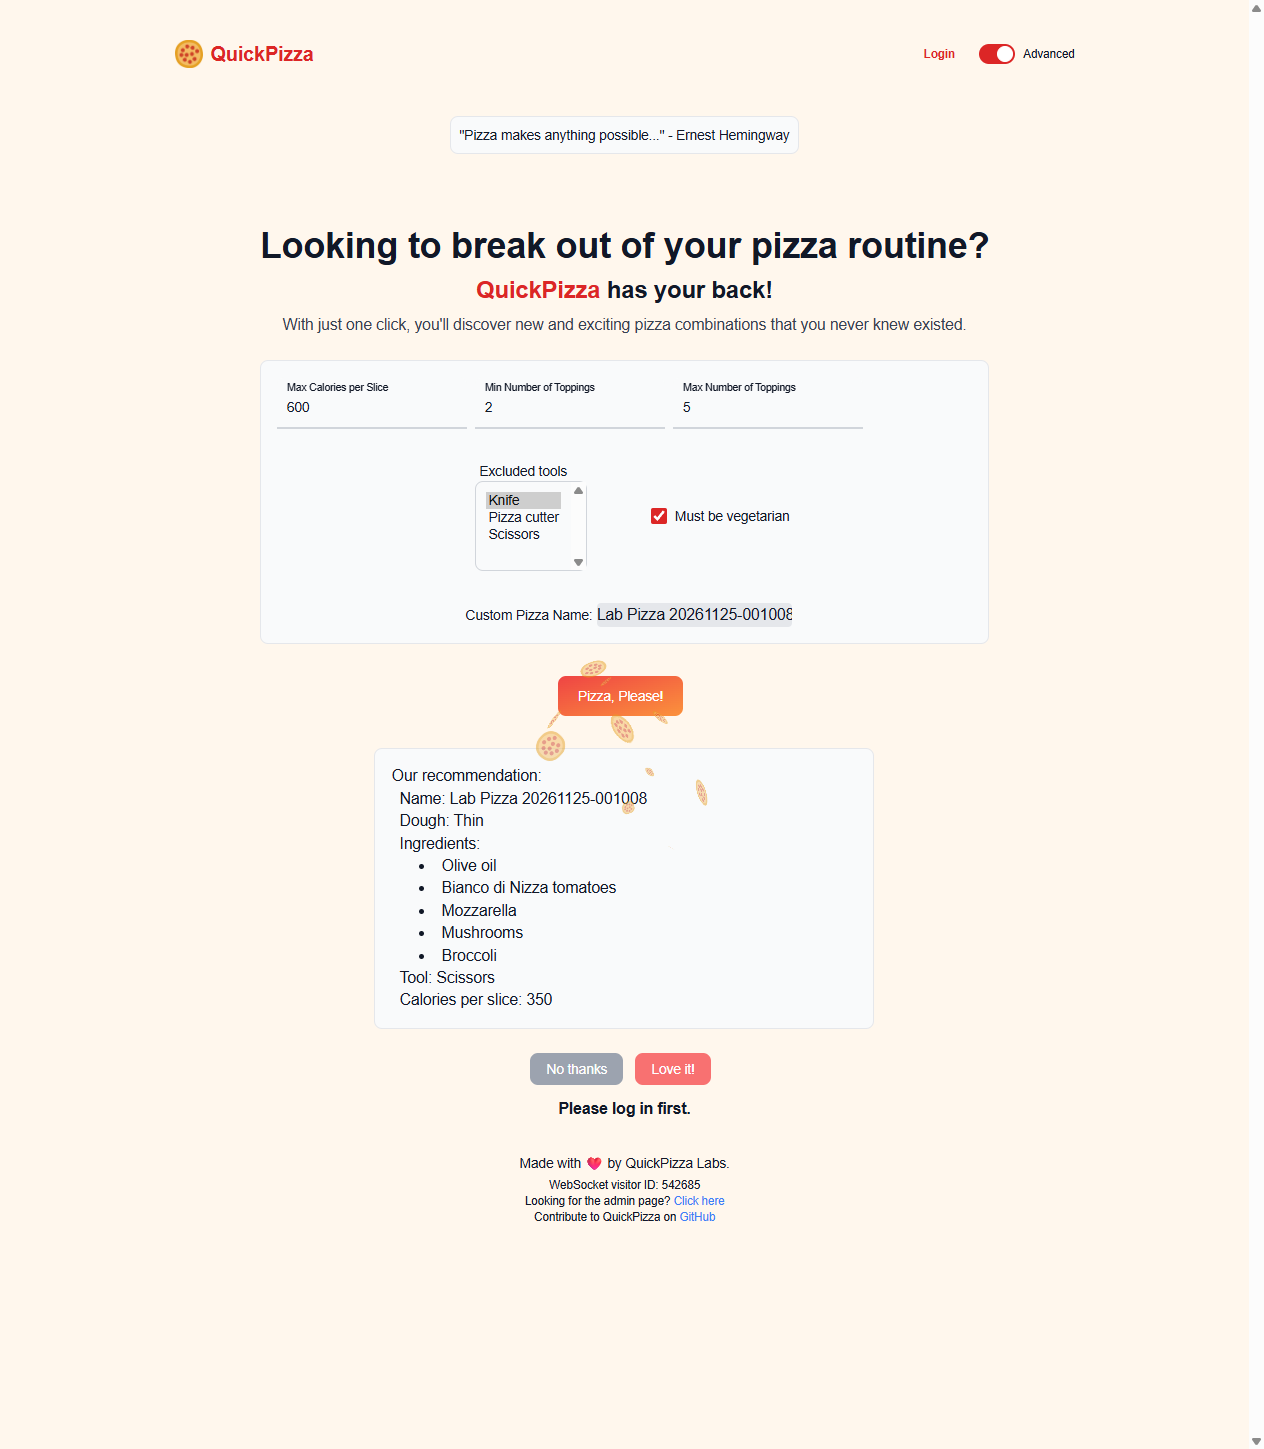 QuickPizza
Login
Advanced
"Pizza makes anything possible..." - Ernest Hemingway
Looking to break out of your pizza routine?
QuickPizza has your back!
With just one click, you'll discover new and exciting pizza combinations that you never knew existed.
Max Calories per Slice
600
Min Number of Toppings
2
Max Number of Toppings
5
Excluded tools
Knife
Pizza cutter
Scissors
Must be vegetarian
Custom Pizza Name: Lab Pizza 20261125-001008
Pizza, Please!
Our recommendation:
Name: Lab Pizza 20261125-001008
Dough: Thin
Ingredients:
• Olive oil
• Bianco di Nizza tomatoes
• Mozzarella
• Mushrooms
• Broccoli
Tool: Scissors
Calories per slice: 350
No thanks
Love it!
Please log in first.
Made with ❤️ by QuickPizza Labs.
WebSocket visitor ID: 542685
Looking for the admin page? Click here
Contribute to QuickPizza on GitHub